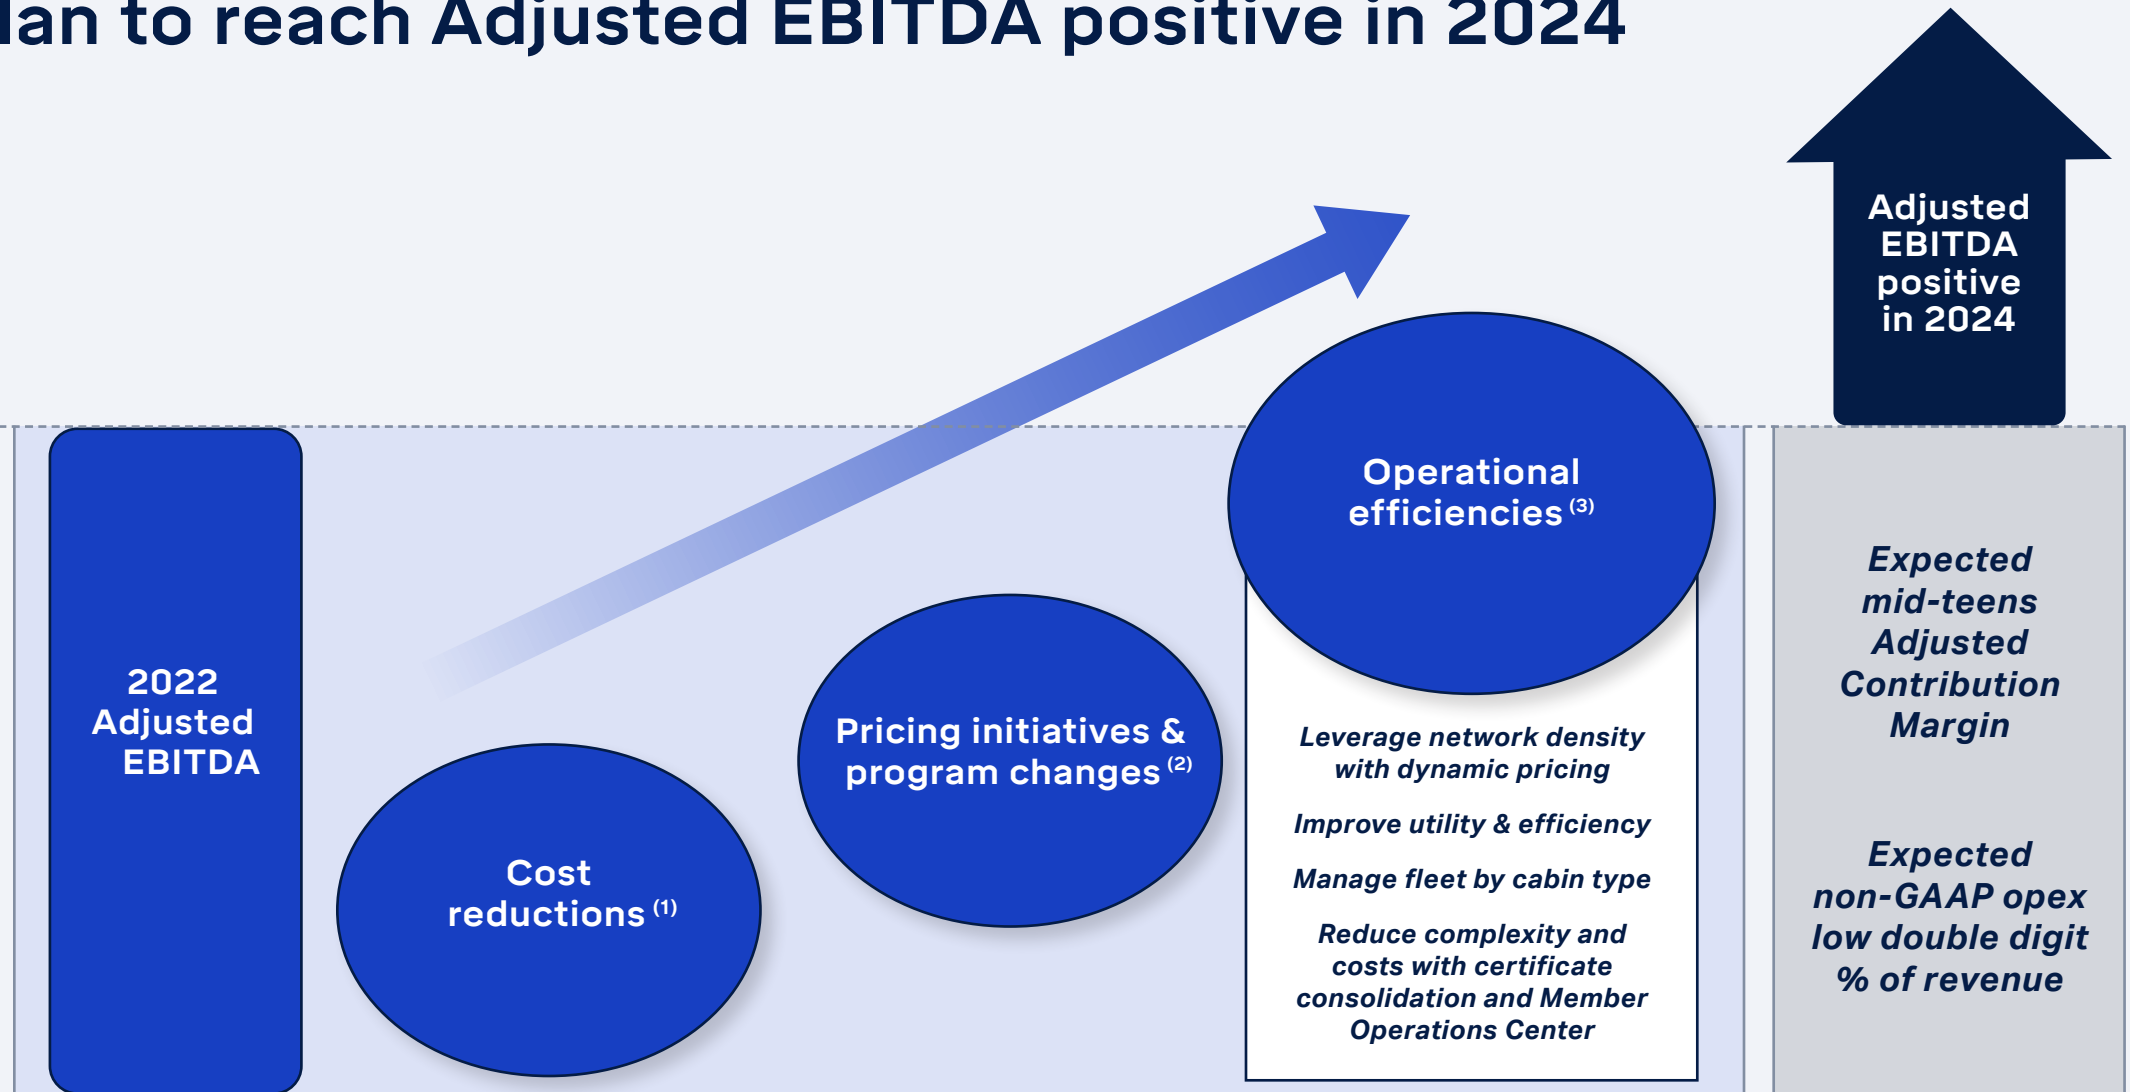 lan to reach Adjusted EBITDA positive in 2024
Adjusted
EBITDA
positive
in 2024
2022
Adjusted
EBITDA
Cost
reductions (1)
Pricing initiatives &
program changes (2)
Operational
efficiencies (3)
Leverage network density
with dynamic pricing
Improve utility & efficiency
Manage fleet by cabin type
Reduce complexity and
costs with certificate
consolidation and Member
Operations Center
Expected
mid-teens
Adjusted
Contribution
Margin
Expected
non-GAAP opex
low double digit
% of revenue